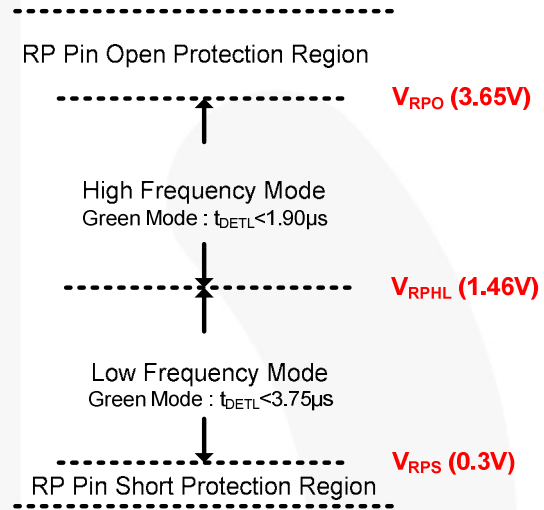 RP Pin Open Protection Region
VRPO (3.65V)
High Frequency Mode
Green Mode : tDETL<1.90µs
VRPHL (1.46V)
Low Frequency Mode
Green Mode : tDETL<3.75µs
VRPS (0.3V)
RP Pin Short Protection Region